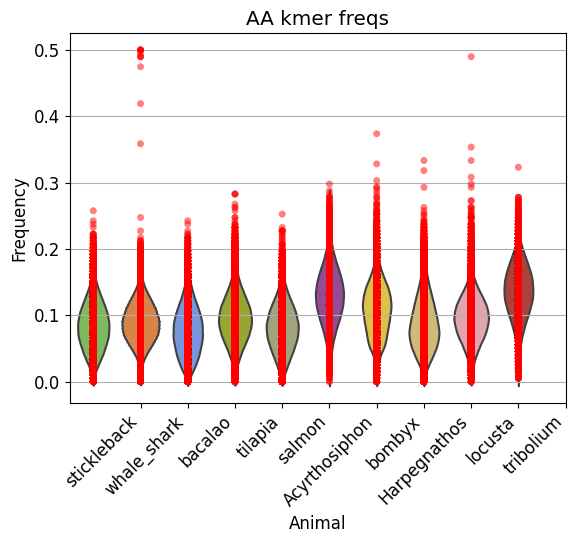 AA kmer freqs
Frequency
0.5
0.4
0.3
0.2
0.1
0.0
stickleback
whale_shark
bacalao
tilapia
salmon
Acyrthosiphon
bombyx
Harpegnathos
locusta
tribolium
Animal